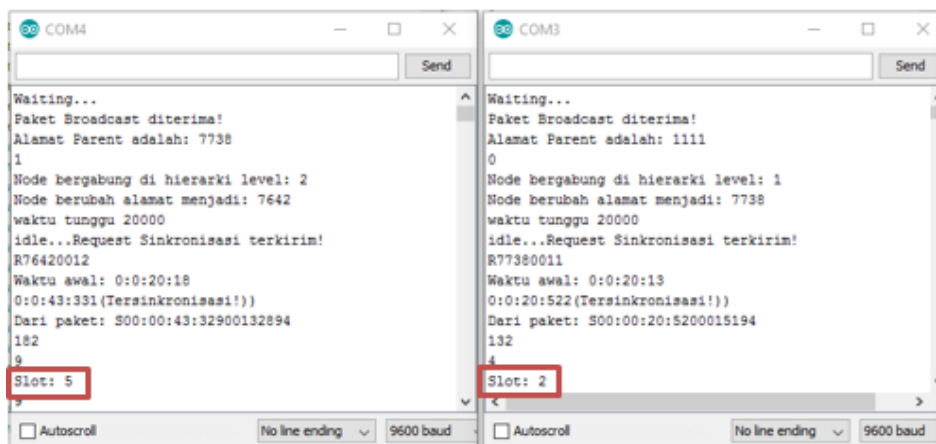 COM4
Send
Waiting...
Paket Broadcast diterima!
Alamat Parent adalah: 7738
1
Node bergabung di hierarki level: 2
Node berubah alamat menjadi: 7642
waktu tunggu 20000
idle...Request Sinkronisasi terkirim!
R76420012
Waktu awal: 0:0:20:18
0:0:43:331(Tersinkronisasi!))
Dari paket: S00:00:43:32900132894
182
9
Slot: 5
9
Autoscroll
No line ending
9600 baud
COM3
Send
Waiting...
Paket Broadcast diterima!
Alamat Parent adalah: 1111
0
Node bergabung di hierarki level: 1
Node berubah alamat menjadi: 7738
waktu tunggu 20000
idle...Request Sinkronisasi terkirim!
R77380011
Waktu awal: 0:0:20:13
0:0:20:522(Tersinkronisasi!))
Dari paket: S00:00:20:5200015194
132
4
Slot: 2
Autoscroll
No line ending
9600 baud